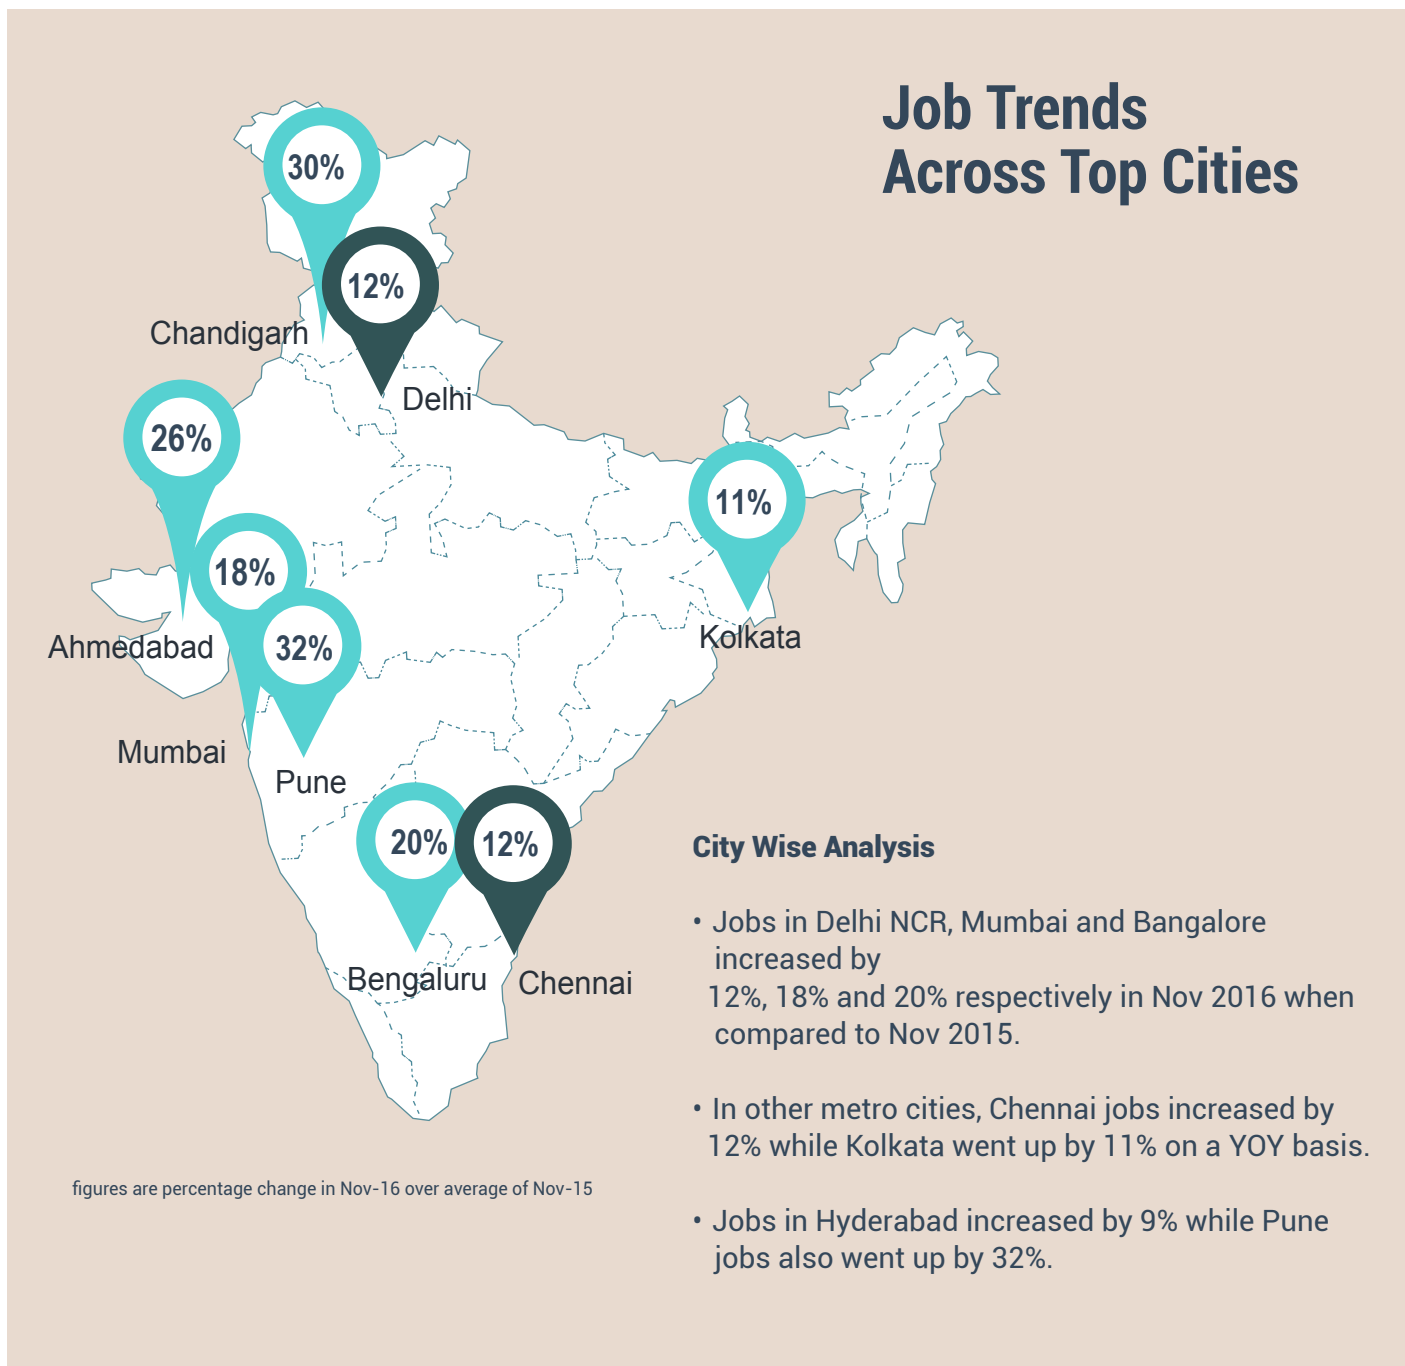 Job Trends
Across Top Cities
30%
12%
Chandigarh
Delhi
26%
11%
18%
Kolkata
Ahmedabad
32%
Mumbai
Pune
20%
12%
Bengaluru
Chennai
City Wise Analysis
• Jobs in Delhi NCR, Mumbai and Bangalore
increased by
12%, 18% and 20% respectively in Nov 2016 when
compared to Nov 2015.
• In other metro cities, Chennai jobs increased by
12% while Kolkata went up by 11% on a YOY basis.
• Jobs in Hyderabad increased by 9% while Pune
jobs also went up by 32%.
figures are percentage change in Nov-16 over average of Nov-15